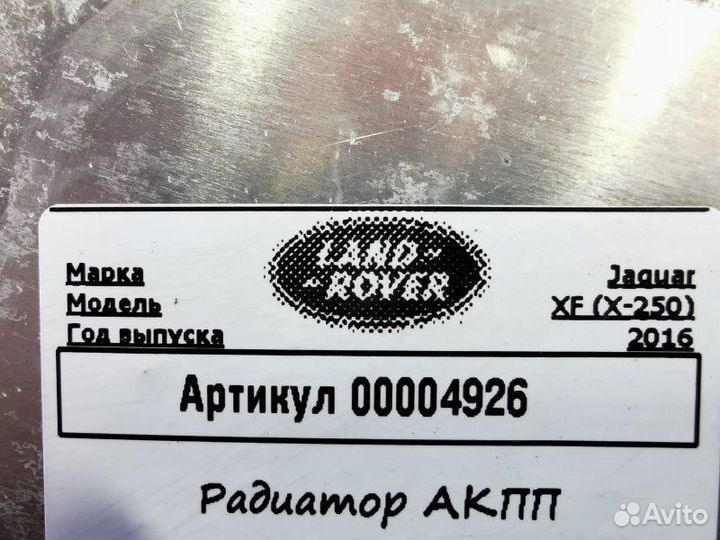 LAND-
-ROVER
Марка Jaguar
Модель XF (X-250)
Год выпуска 2016
Артикул 00004926
Радиатор АКПП
Avito